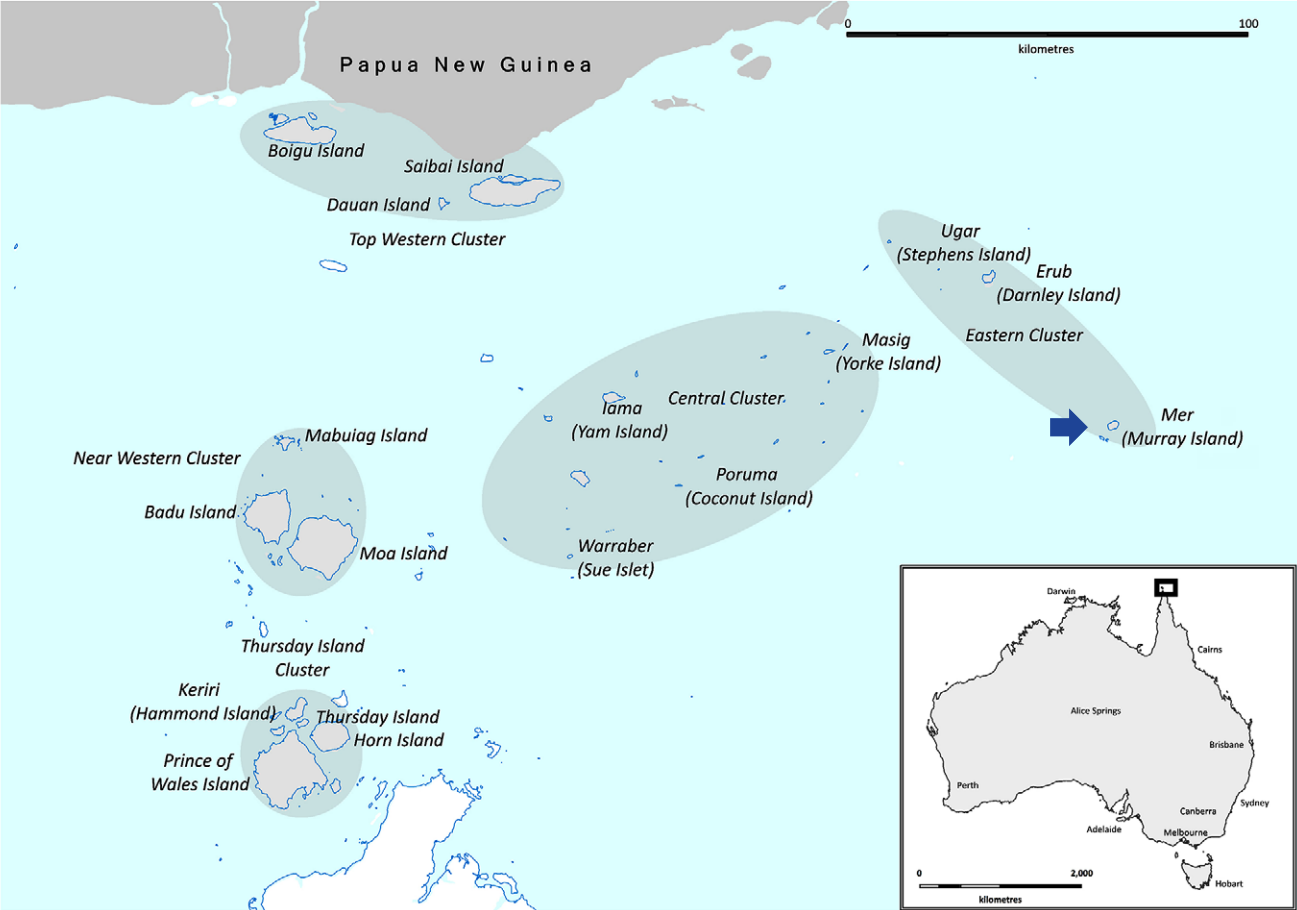 0
100
kilometres
Papua New Guinea
Boigu Island
Saibai Island
Dauan Island
Top Western Cluster
Ugar
(Stephens Island)
Erub
(Darnley Island)
Eastern Cluster
Masig
(Yorke Island)
Central Cluster
Iama
(Yam Island)
Mer
(Murray Island)
Mabuiag Island
Near Western Cluster
Poruma
(Coconut Island)
Badu Island
Moa Island
Warraber
(Sue Islet)
Thursday Island
Cluster
Keriri
(Hammond Island)
Thursday Island
Horn Island
Prince of
Wales Island
Darwin
Cairns
Alice Springs
Brisbane
Perth
Sydney
Canberra
Adelaide
Melbourne
Hobart
0
2,000
kilometres